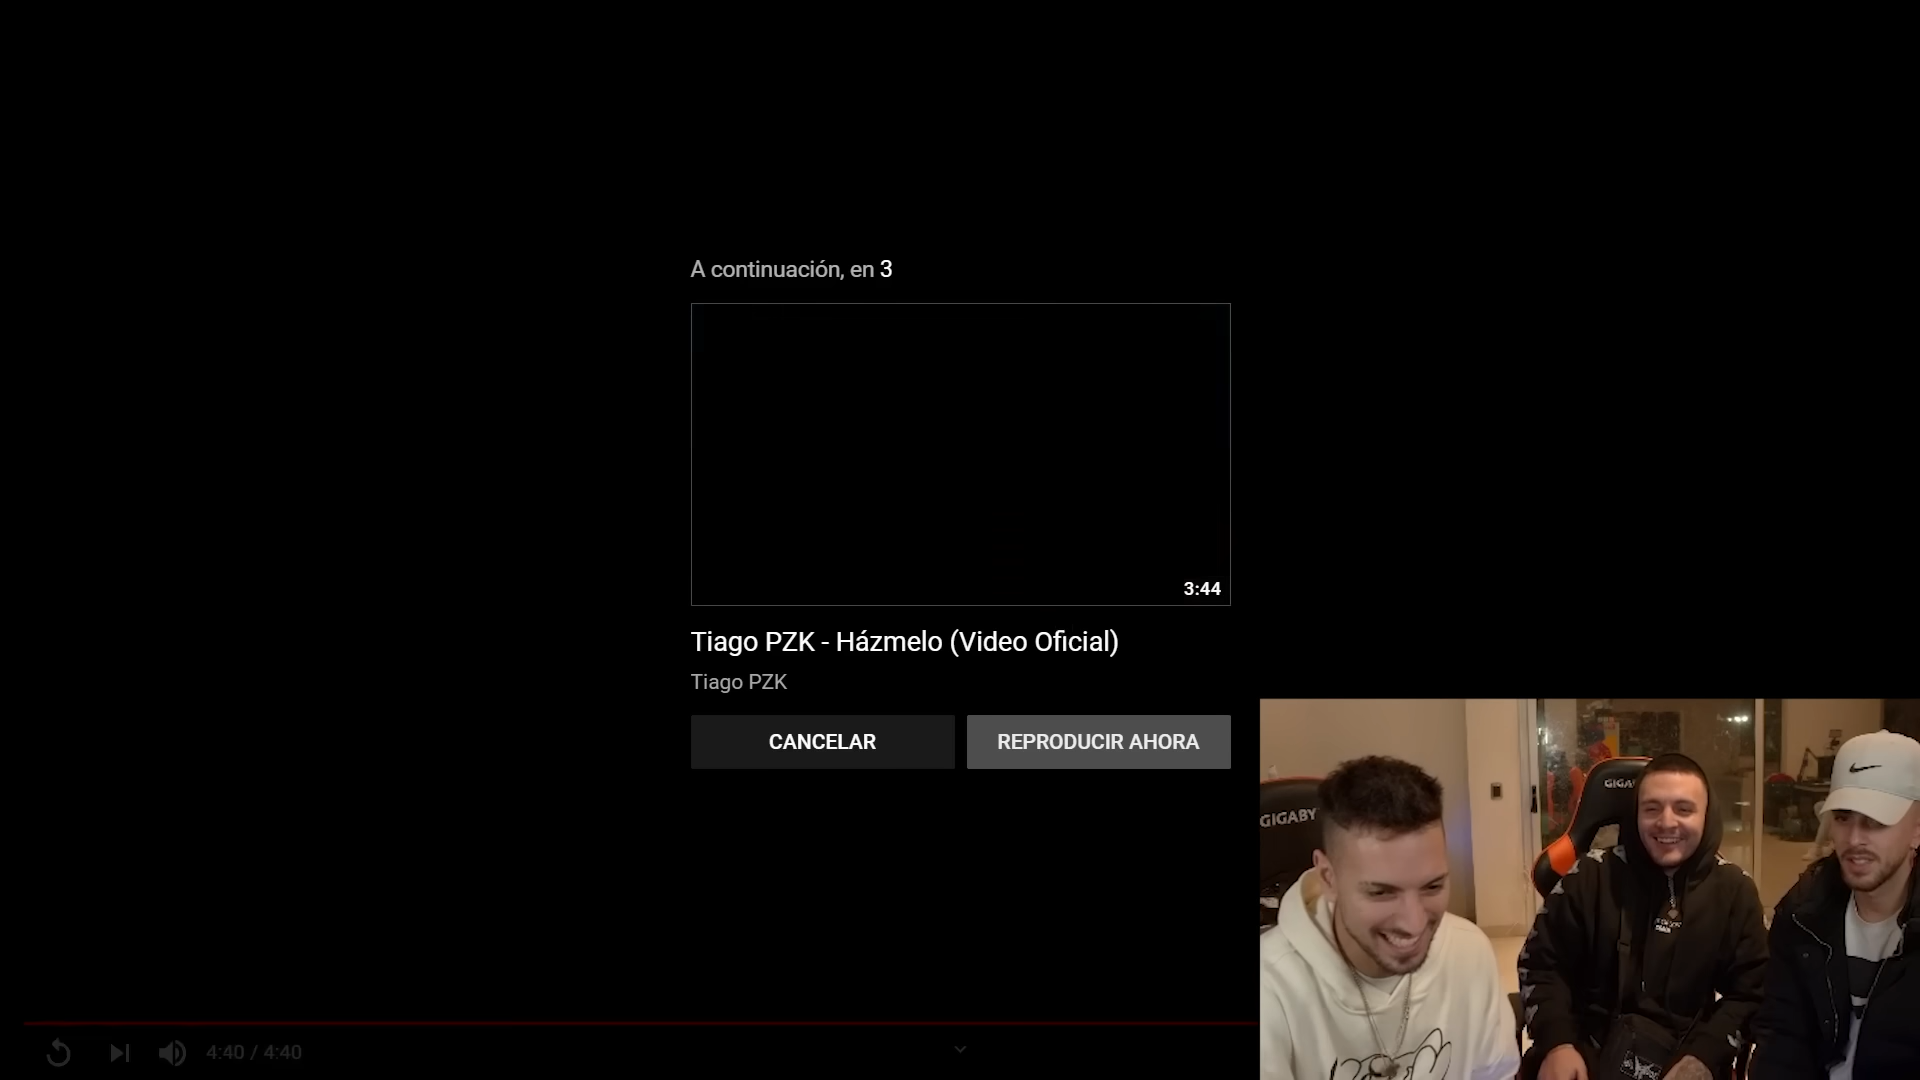 A continuación, en 3
3:44
Tiago PZK - Házmelo (Video Oficial)
Tiago PZK
CANCELAR
REPRODUCIR AHORA
GIGABY
GIGA
4:40 / 4:40